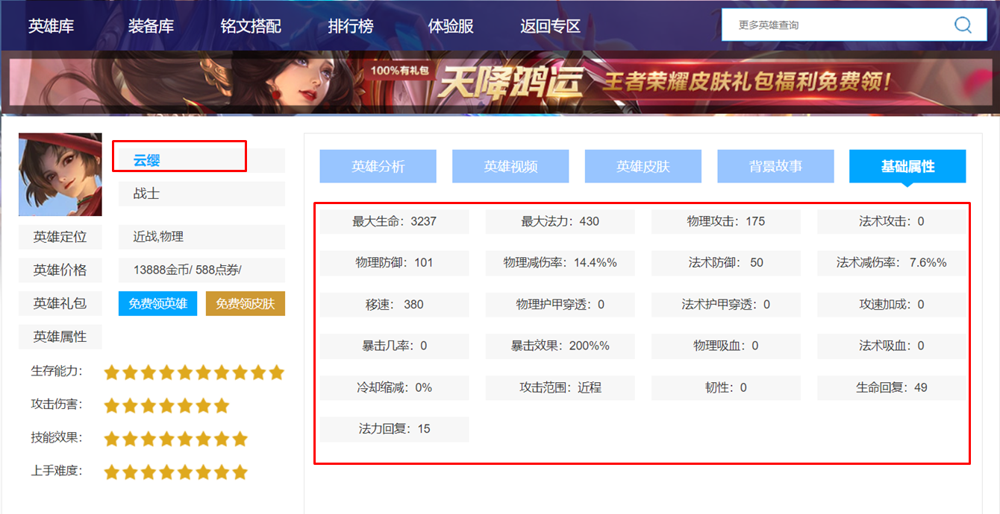 英雄库 装备库 铭文搭配 排行榜 体验服 返回专区 更多英雄查询
100%有礼包 天降鸿运 王者荣耀皮肤礼包福利免费领!
云缨
战士
英雄定位 近战,物理
英雄价格 13888金币/ 588点券/
英雄礼包 免费领英雄 免费领皮肤
英雄属性
生存能力:
攻击伤害:
技能效果:
上手难度:
英雄分析 英雄视频 英雄皮肤 背景故事 基础属性
最大生命:3237 最大法力:430 物理攻击:175 法术攻击:0
物理防御:101 物理减伤率:14.4%% 法术防御: 50 法术减伤率: 7.6%%
移速: 380 物理护甲穿透:0 法术护甲穿透:0 攻速加成:0
暴击几率:0 暴击效果:200%% 物理吸血:0 法术吸血:0
冷却缩减:0% 攻击范围:近程 韧性:0 生命回复:49
法力回复:15